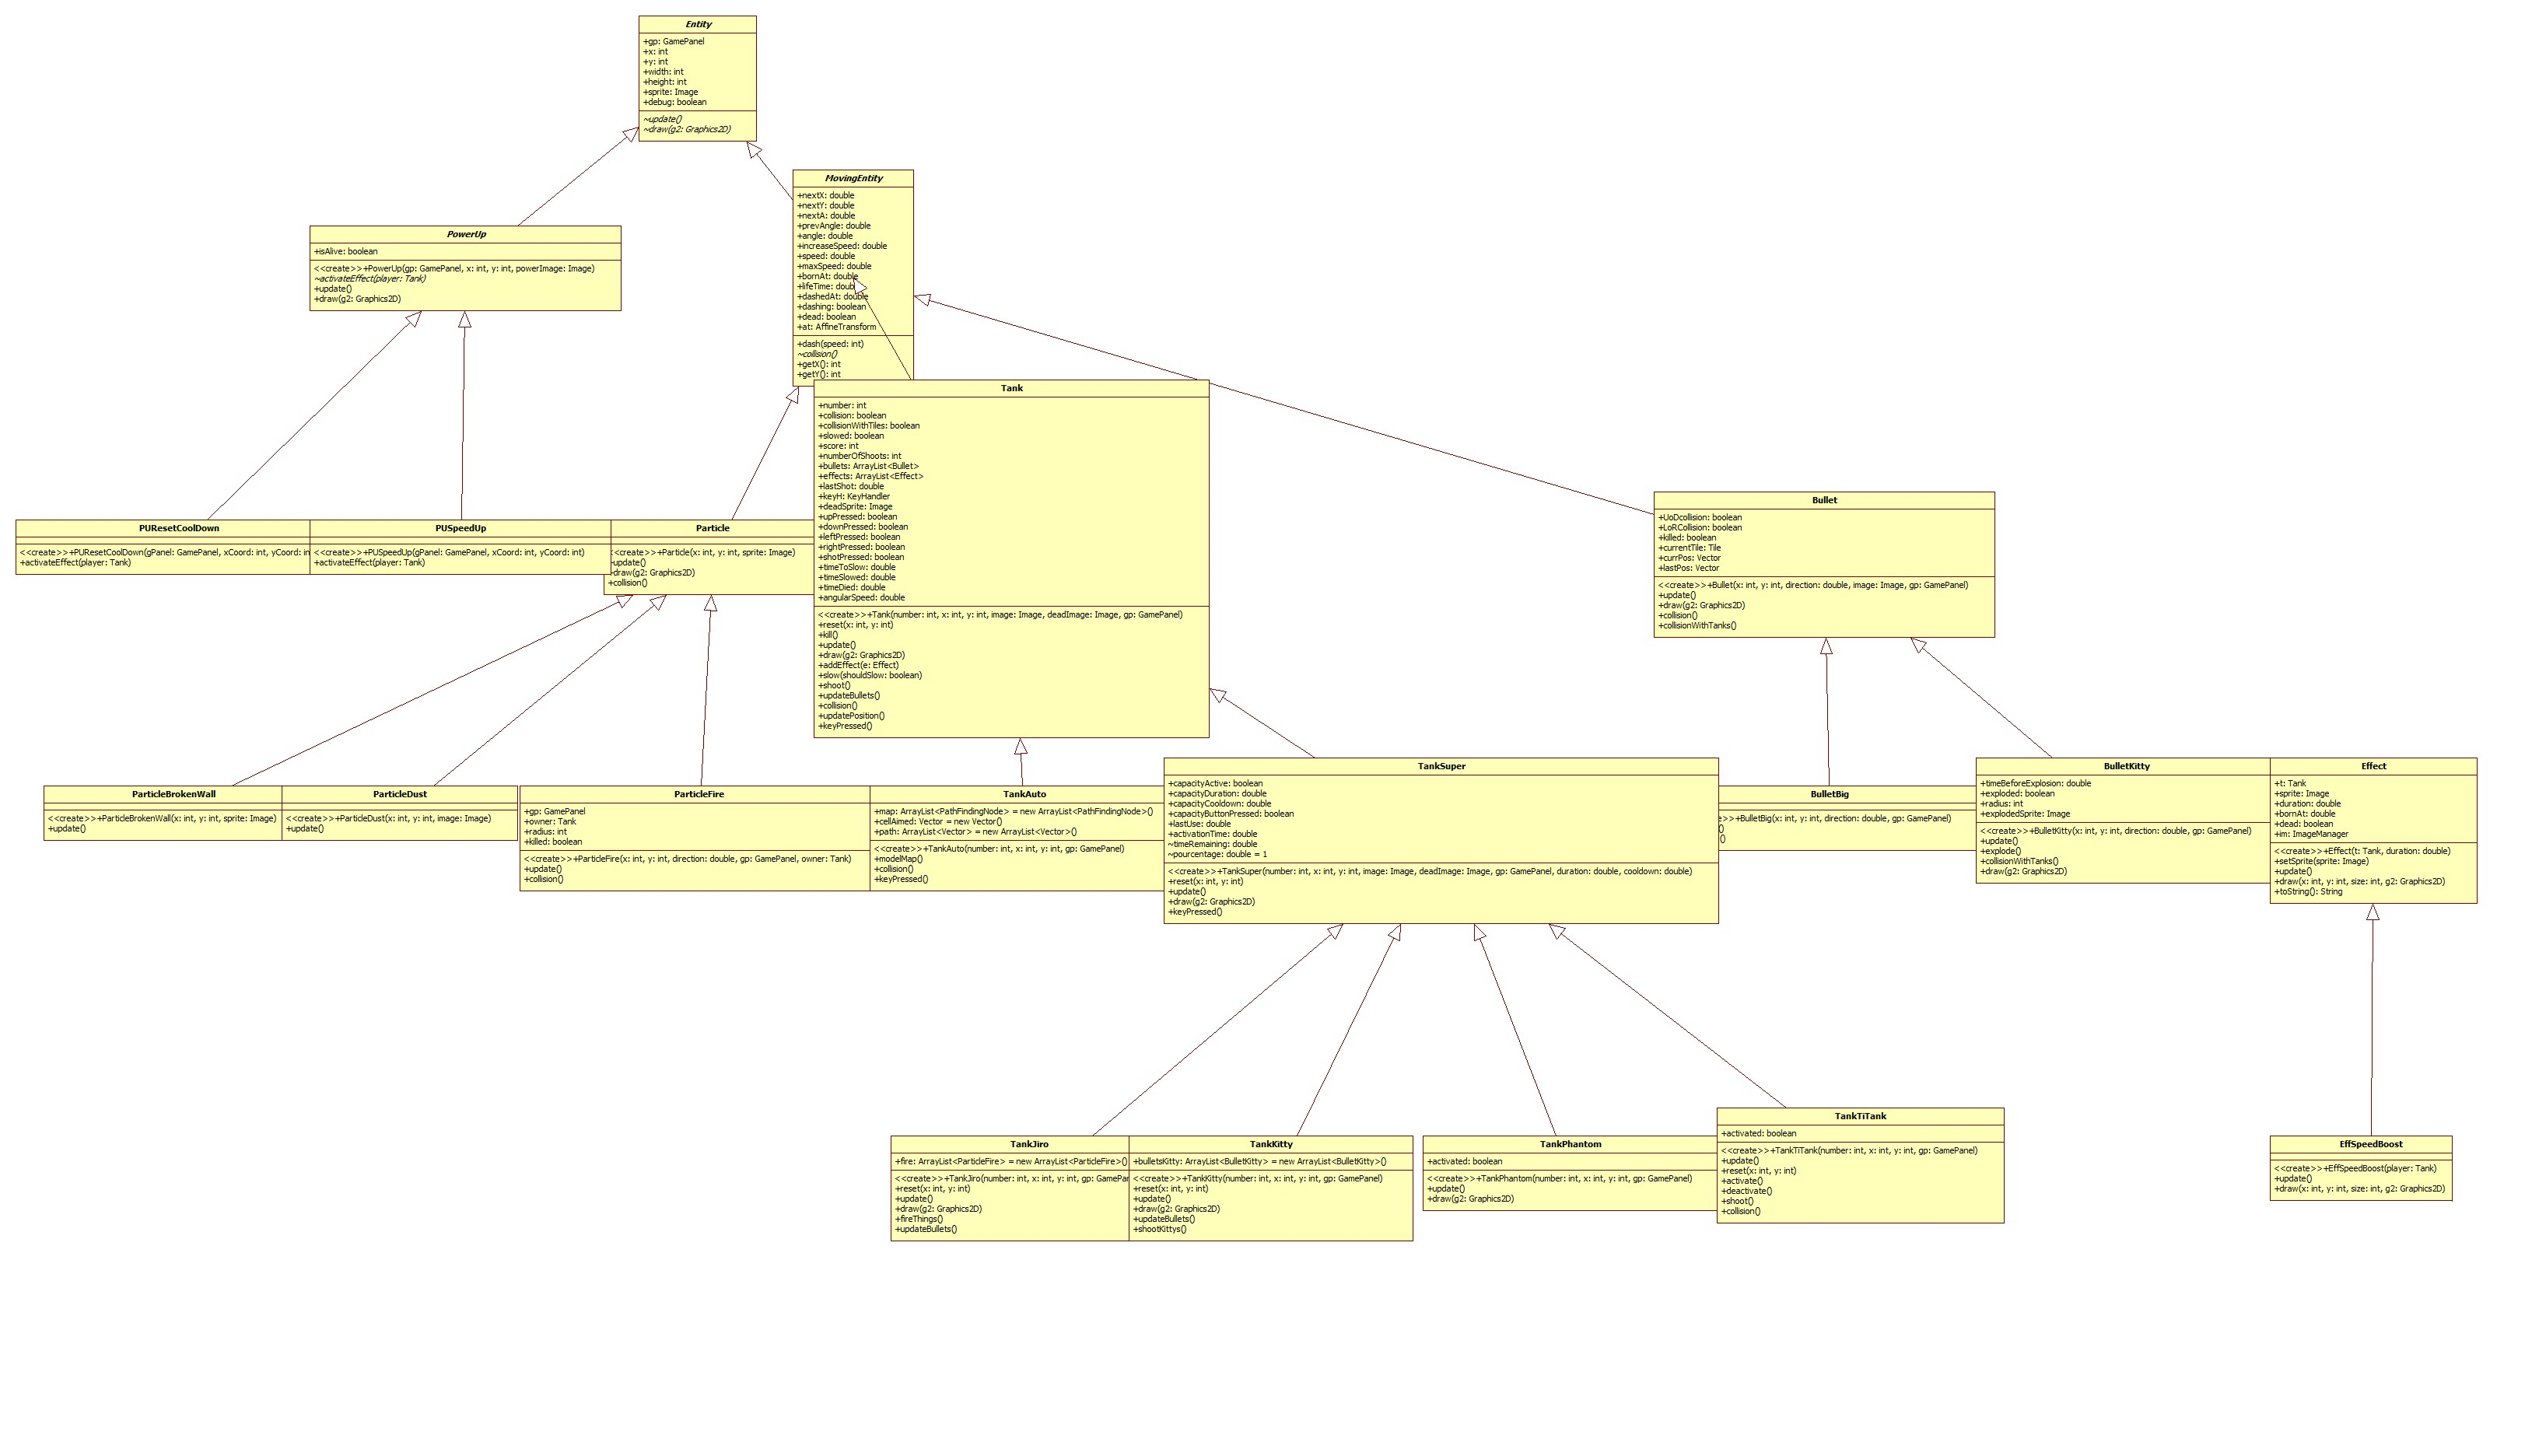 Entity
+gp: GamePanel
+x: int
+y: int
+width: int
+height: int
+sprite: Image
+debug: boolean
~update()
~draw(g2: Graphics2D)
MovingEntity
+nextX: double
+nextY: double
+nextA: double
+prevAngle: double
+angle: double
+increaseSpeed: double
+speed: double
+maxSpeed: double
+bornAt: double
+lifeTime: double
+dashedAt: double
+dashing: boolean
+dead: boolean
+at: AffineTransform
+dash(speed: int)
~collision()
+getX(): int
+getY(): int
PowerUp
+isAlive: boolean
<<create>>+PowerUp(gp: GamePanel, x: int, y: int, powerImage: Image)
~activateEffect(player: Tank)
+update()
+draw(g2: Graphics2D)
Tank
+number: int
+collision: boolean
+collisionWithTiles: boolean
+slowed: boolean
+score: int
+numberOfShoots: int
+bullets: ArrayList<Bullet>
+effects: ArrayList<Effect>
+lastShot: double
+keyH: KeyHandler
+deadSprite: Image
+upPressed: boolean
+downPressed: boolean
+leftPressed: boolean
+rightPressed: boolean
+shotPressed: boolean
+timeToSlow: double
+timeSlowed: double
+timeDied: double
+angularSpeed: double
<<create>>+Tank(number: int, x: int, y: int, image: Image, deadImage: Image, gp: GamePanel)
+reset(x: int, y: int)
+kill()
+update()
+draw(g2: Graphics2D)
+addEffect(e: Effect)
+slow(shouldSlow: boolean)
+shoot()
+updateBullets()
+collision()
+updatePosition()
+keyPressed()
Bullet
+UoDcollision: boolean
+LoRCollision: boolean
+killed: boolean
+currentTile: Tile
+currPos: Vector
+lastPos: Vector
<<create>>+Bullet(x: int, y: int, direction: double, image: Image, gp: GamePanel)
+update()
+draw(g2: Graphics2D)
+collision()
+collisionWithTanks()
PUResetCoolDown
<<create>>+PUResetCoolDown(gPanel: GamePanel, xCoord: int, yCoord: in
+activateEffect(player: Tank)
PUSpeedUp
<<create>>+PUSpeedUp(gPanel: GamePanel, xCoord: int, yCoord: int)
+activateEffect(player: Tank)
Particle
<create>>+Particle(x: int, y: int, sprite: Image)
+update()
+draw(g2: Graphics2D)
+collision()
ParticleBrokenWall
<<create>>+ParticleBrokenWall(x: int, y: int, sprite: Image)
+update()
ParticleDust
<<create>>+ParticleDust(x: int, y: int, image: Image)
+update()
ParticleFire
+gp: GamePanel
+owner: Tank
+radius: int
+killed: boolean
<<create>>+ParticleFire(x: int, y: int, direction: double, gp: GamePanel, owner: Tank)
+update()
+collision()
TankAuto
+map: ArrayList<PathFindingNode> = new ArrayList<PathFindingNode>()
+cellAimed: Vector = new Vector()
+path: ArrayList<Vector> = new ArrayList<Vector>()
<<create>>+TankAuto(number: int, x: int, y: int, gp: GamePanel)
+modelMap()
+collision()
+keyPressed()
TankSuper
+capacityActive: boolean
+capacityDuration: double
+capacityCooldown: double
+capacityButtonPressed: boolean
+lastUse: double
+activationTime: double
~timeRemaining: double
~pourcentage: double = 1
<<create>>+TankSuper(number: int, x: int, y: int, image: Image, deadImage: Image, gp: GamePanel, duration: double, cooldown: double)
+reset(x: int, y: int)
+update()
+draw(g2: Graphics2D)
+keyPressed()
BulletBig
e>>+BulletBig(x: int, y: int, direction: double, gp: GamePanel)
()
()
BulletKitty
+timeBeforeExplosion: double
+exploded: boolean
+radius: int
+explodedSprite: Image
<<create>>+BulletKitty(x: int, y: int, direction: double, gp: GamePanel)
+update()
+explode()
+collisionWithTanks()
+draw(g2: Graphics2D)
Effect
+t: Tank
+sprite: Image
+duration: double
+bornAt: double
+dead: boolean
+im: ImageManager
<<create>>+Effect(t: Tank, duration: double)
+setSprite(sprite: Image)
+update()
+draw(x: int, y: int, size: int, g2: Graphics2D)
+toString(): String
TankJiro
+fire: ArrayList<ParticleFire> = new ArrayList<ParticleFire>()
<<create>>+TankJiro(number: int, x: int, y: int, gp: GamePan
+reset(x: int, y: int)
+update()
+draw(g2: Graphics2D)
+fireThings()
+updateBullets()
TankKitty
+bulletsKitty: ArrayList<BulletKitty> = new ArrayList<BulletKitty>()
<<create>>+TankKitty(number: int, x: int, y: int, gp: GamePanel)
+reset(x: int, y: int)
+update()
+draw(g2: Graphics2D)
+updateBullets()
+shootKittys()
TankPhantom
+activated: boolean
<<create>>+TankPhantom(number: int, x: int, y: int, gp: GamePanel)
+update()
+draw(g2: Graphics2D)
TankTiTank
+activated: boolean
<<create>>+TankTiTank(number: int, x: int, y: int, gp: GamePanel)
+update()
+reset(x: int, y: int)
+activate()
+deactivate()
+shoot()
+collision()
EffSpeedBoost
<<create>>+EffSpeedBoost(player: Tank)
+update()
+draw(x: int, y: int, size: int, g2: Graphics2D)